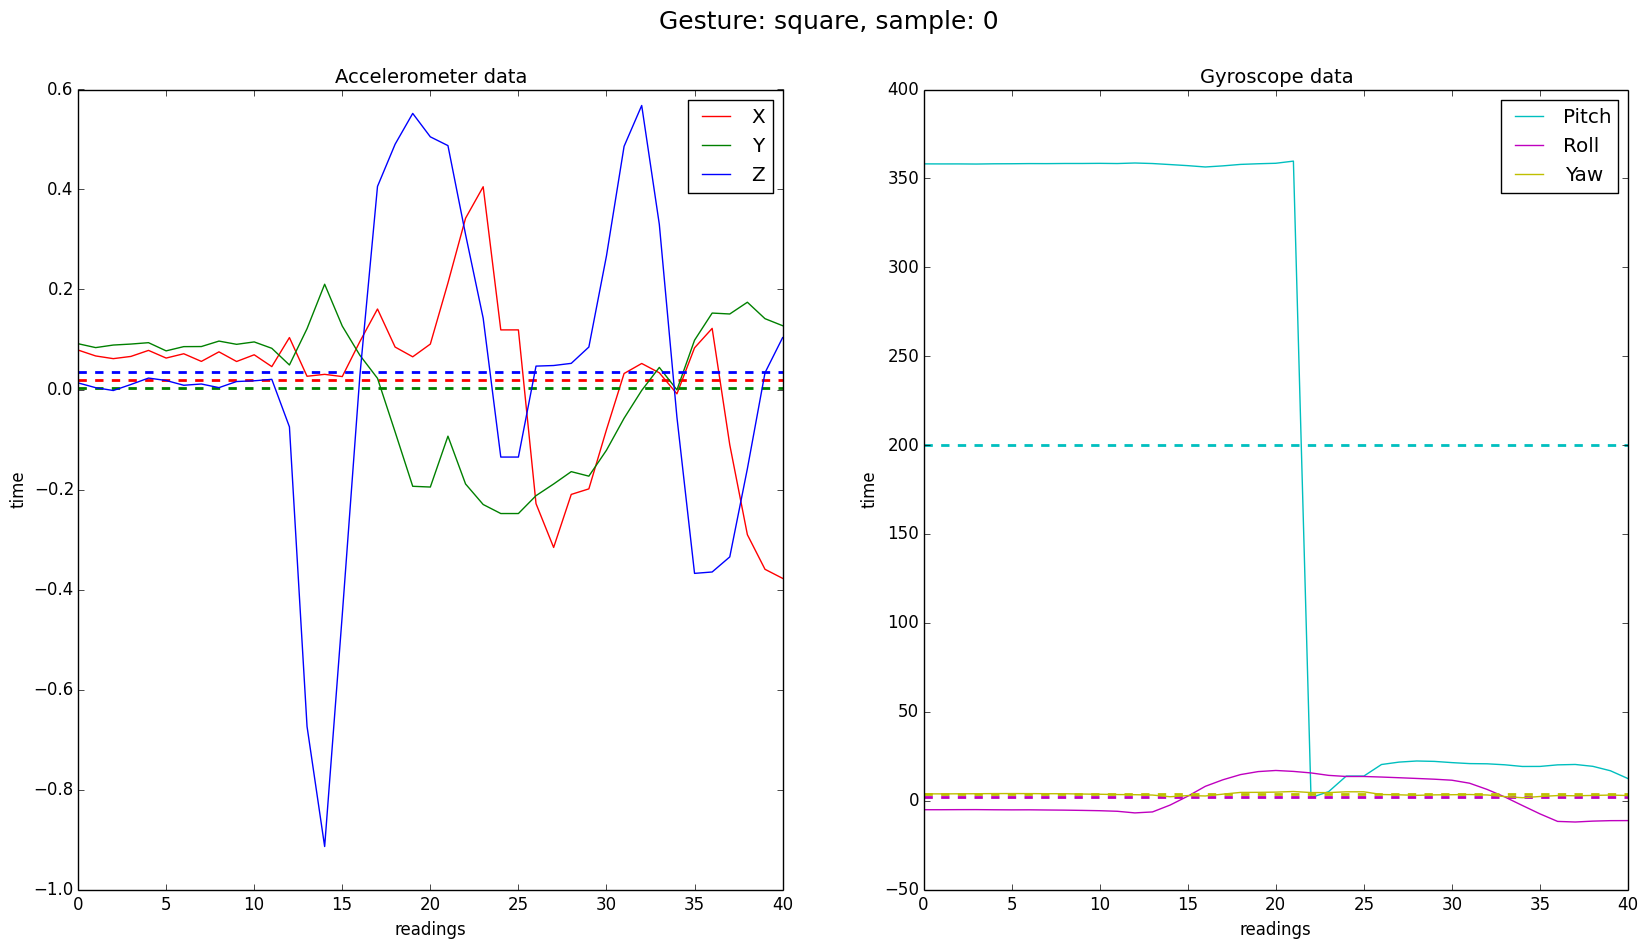 Gesture: square, sample: 0
Accelerometer data
0.6
0.4
0.2
0.0
−0.2
−0.4
−0.6
−0.8
−1.0
time
0 5 10 15 20 25 30 35 40
readings
X
Y
Z
Gyroscope data
400
350
300
250
200
150
100
50
0
−50
time
0 5 10 15 20 25 30 35 40
readings
Pitch
Roll
Yaw